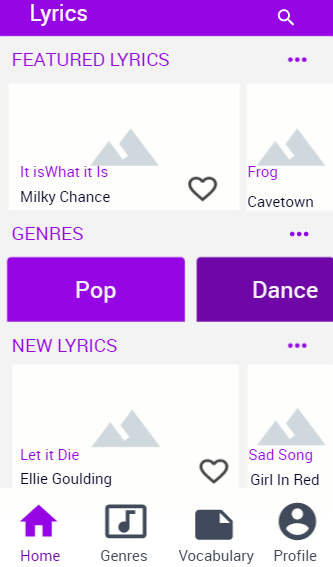 Lyrics
FEATURED LYRICS
It isWhat it Is
Milky Chance
Frog
Cavetown
GENRES
Pop
Dance
NEW LYRICS
Let it Die
Ellie Goulding
Sad Song
Girl In Red
Home
Genres
Vocabulary
Profile